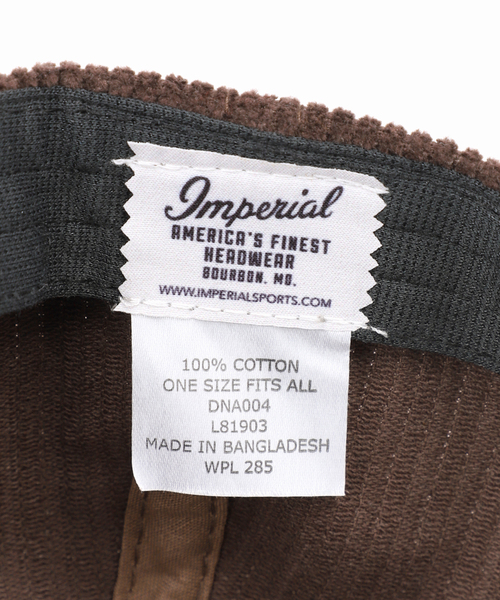 Imperial
AMERICA'S FINEST
HEADWEAR
BOURBON, MO.
WWW.IMPERIALSPORTS.COM
100% COTTON
ONE SIZE FITS ALL
DNA004
L81903
MADE IN BANGLADESH
WPL 285